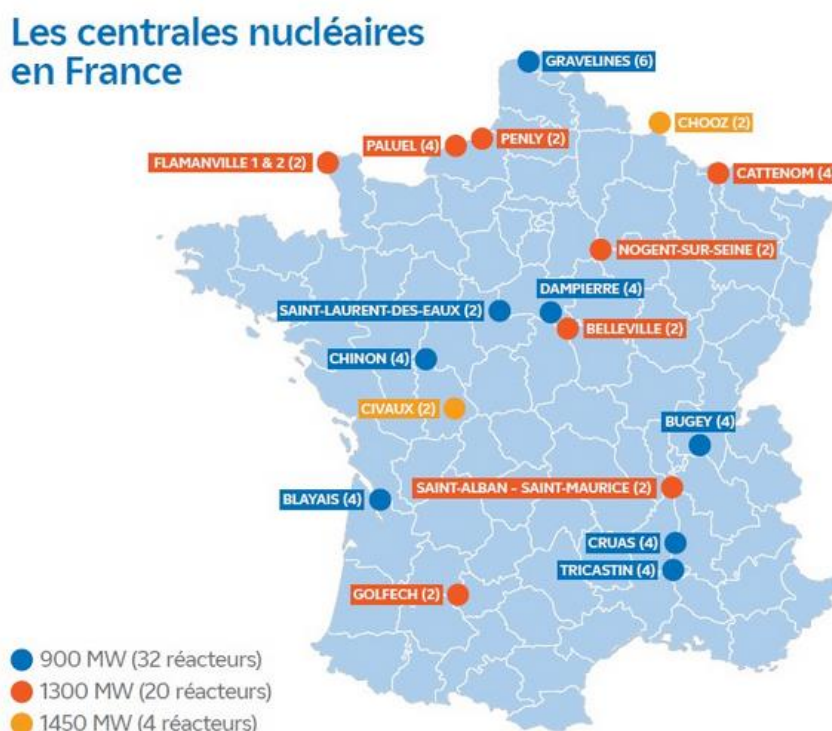 Les centrales nucléaires
en France
GRAVELINES (6)
CHOOZ (2)
PENLY (2)
PALUEL (4)
FLAMANVILLE 1 & 2 (2)
CATTENOM (4
NOGENT-SUR-SEINE (2)
DAMPIERRE (4)
SAINT-LAURENT-DES-EAUX (2)
BELLEVILLE (2)
CHINON (4)
CIVAUX (2)
BUGEY (4)
SAINT-ALBAN – SAINT-MAURICE (2)
BLAYAIS (4)
CRUAS (4)
TRICASTIN (4)
GOLFECH (2)
900 MW (32 réacteurs)
1300 MW (20 réacteurs)
1450 MW (4 réacteurs)